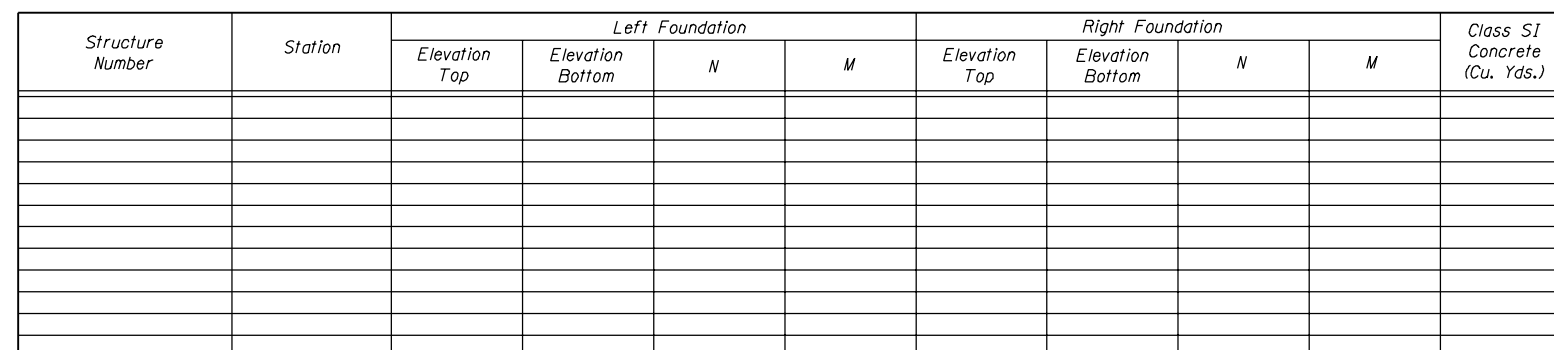 Structure
Number
Station
Left Foundation
Elevation
Top
Elevation
Bottom
N
M
Right Foundation
Elevation
Top
Elevation
Bottom
N
M
Class SI
Concrete
(Cu. Yds.)